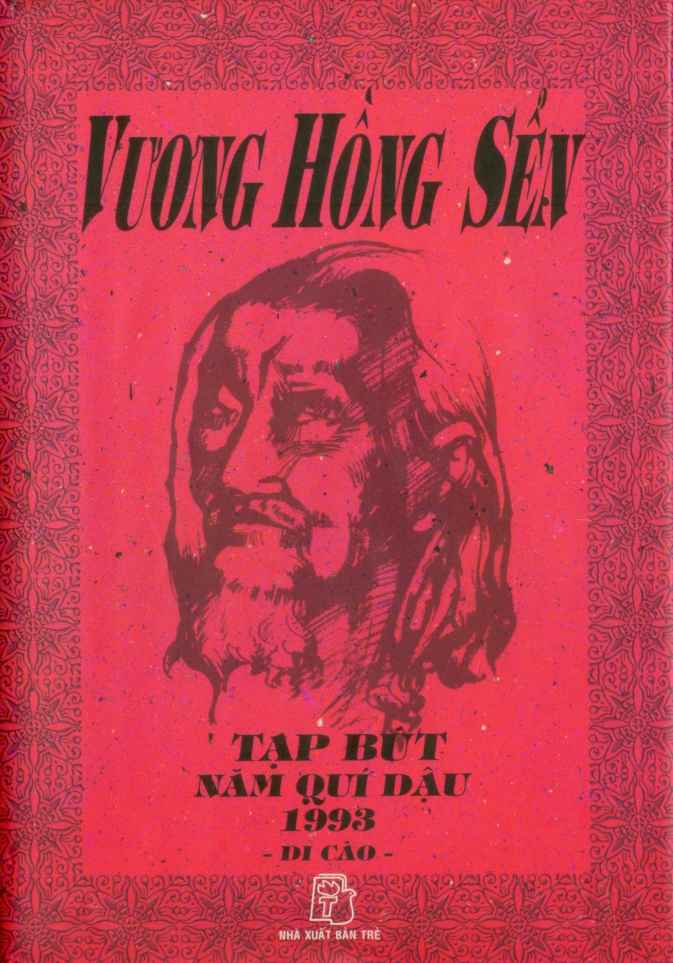 VƯƠNG HỒNG SỂN
TẠP BÚT
NĂM QUÍ DẬU
1993
- DI CẢO -
T
NHÀ XUẤT BẢN TRẺ